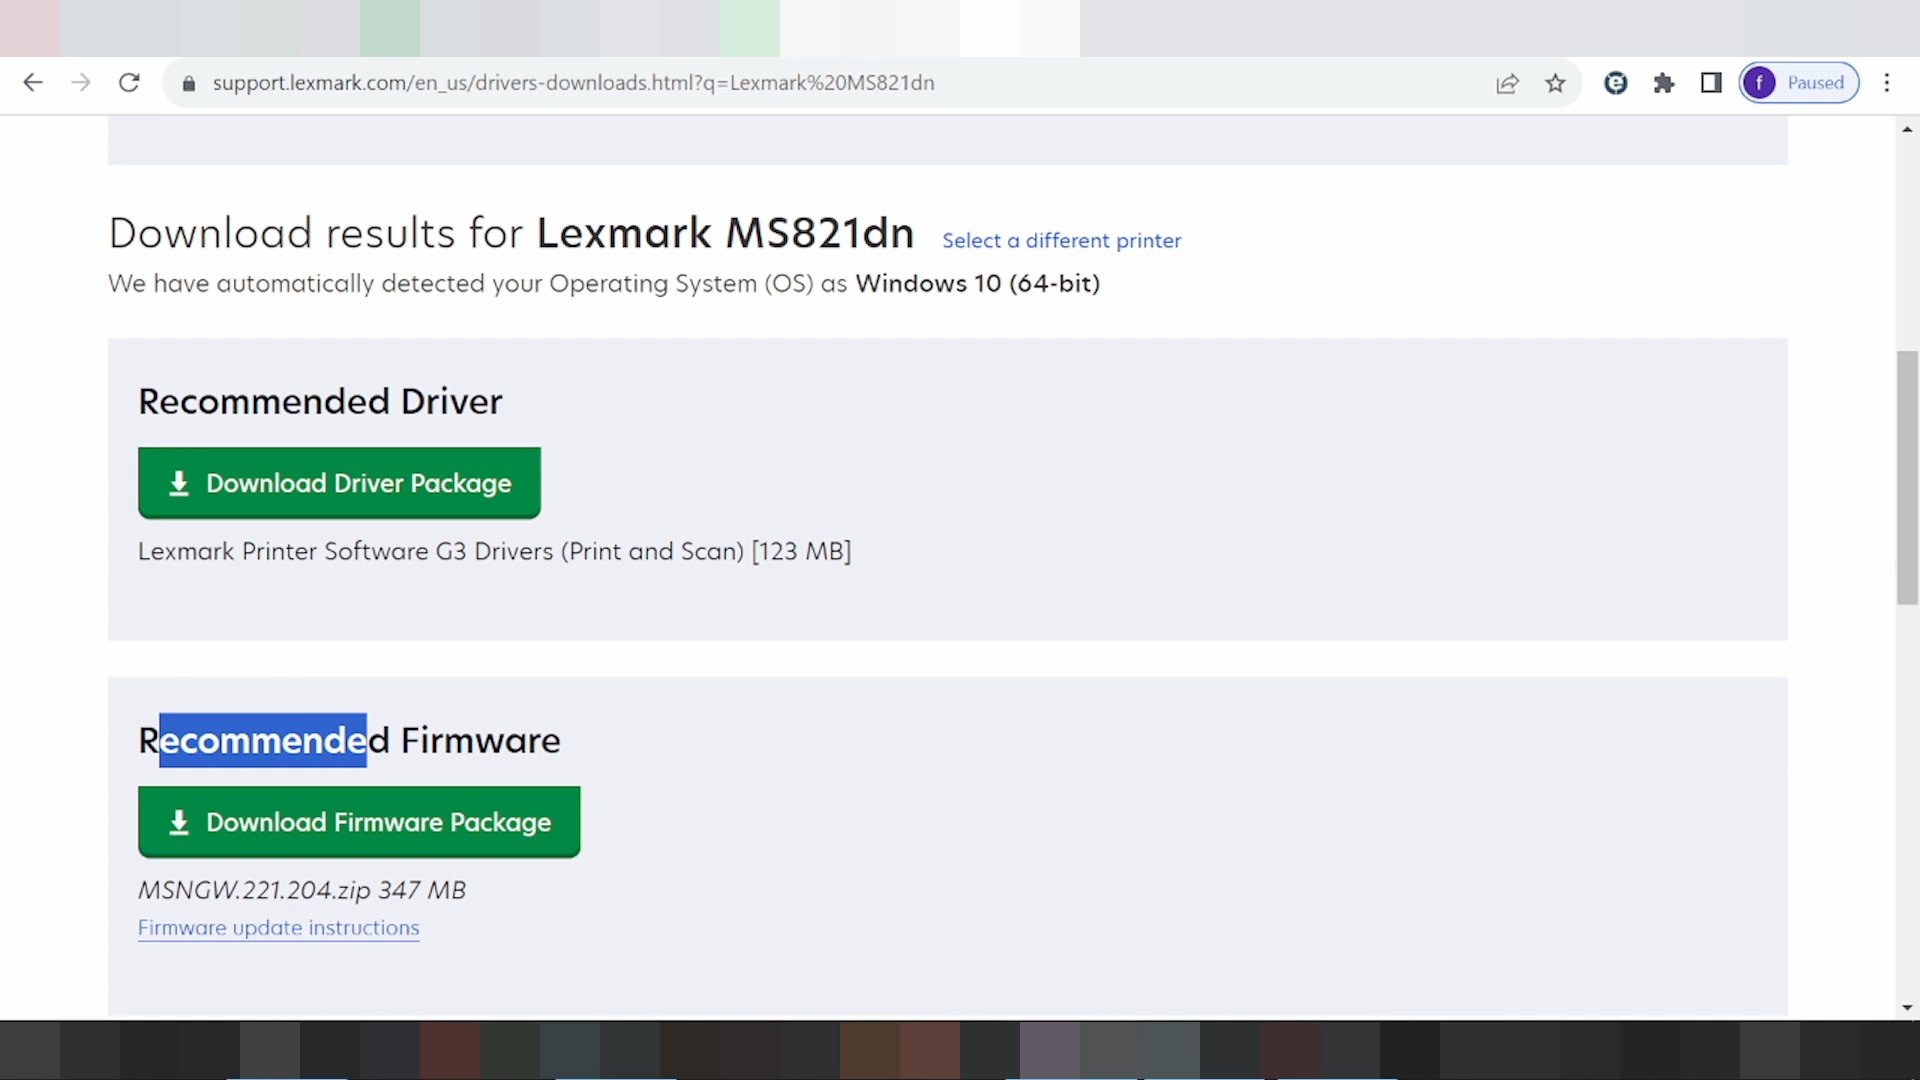 support.lexmark.com/en_us/drivers-downloads.html?q=Lexmark%20MS821dn
f Paused
Download results for Lexmark MS821dn Select a different printer
We have automatically detected your Operating System (OS) as Windows 10 (64-bit)
Recommended Driver
Download Driver Package
Lexmark Printer Software G3 Drivers (Print and Scan) [123 MB]
Recommended Firmware
Download Firmware Package
MSNGW.221.204.zip 347 MB
Firmware update instructions